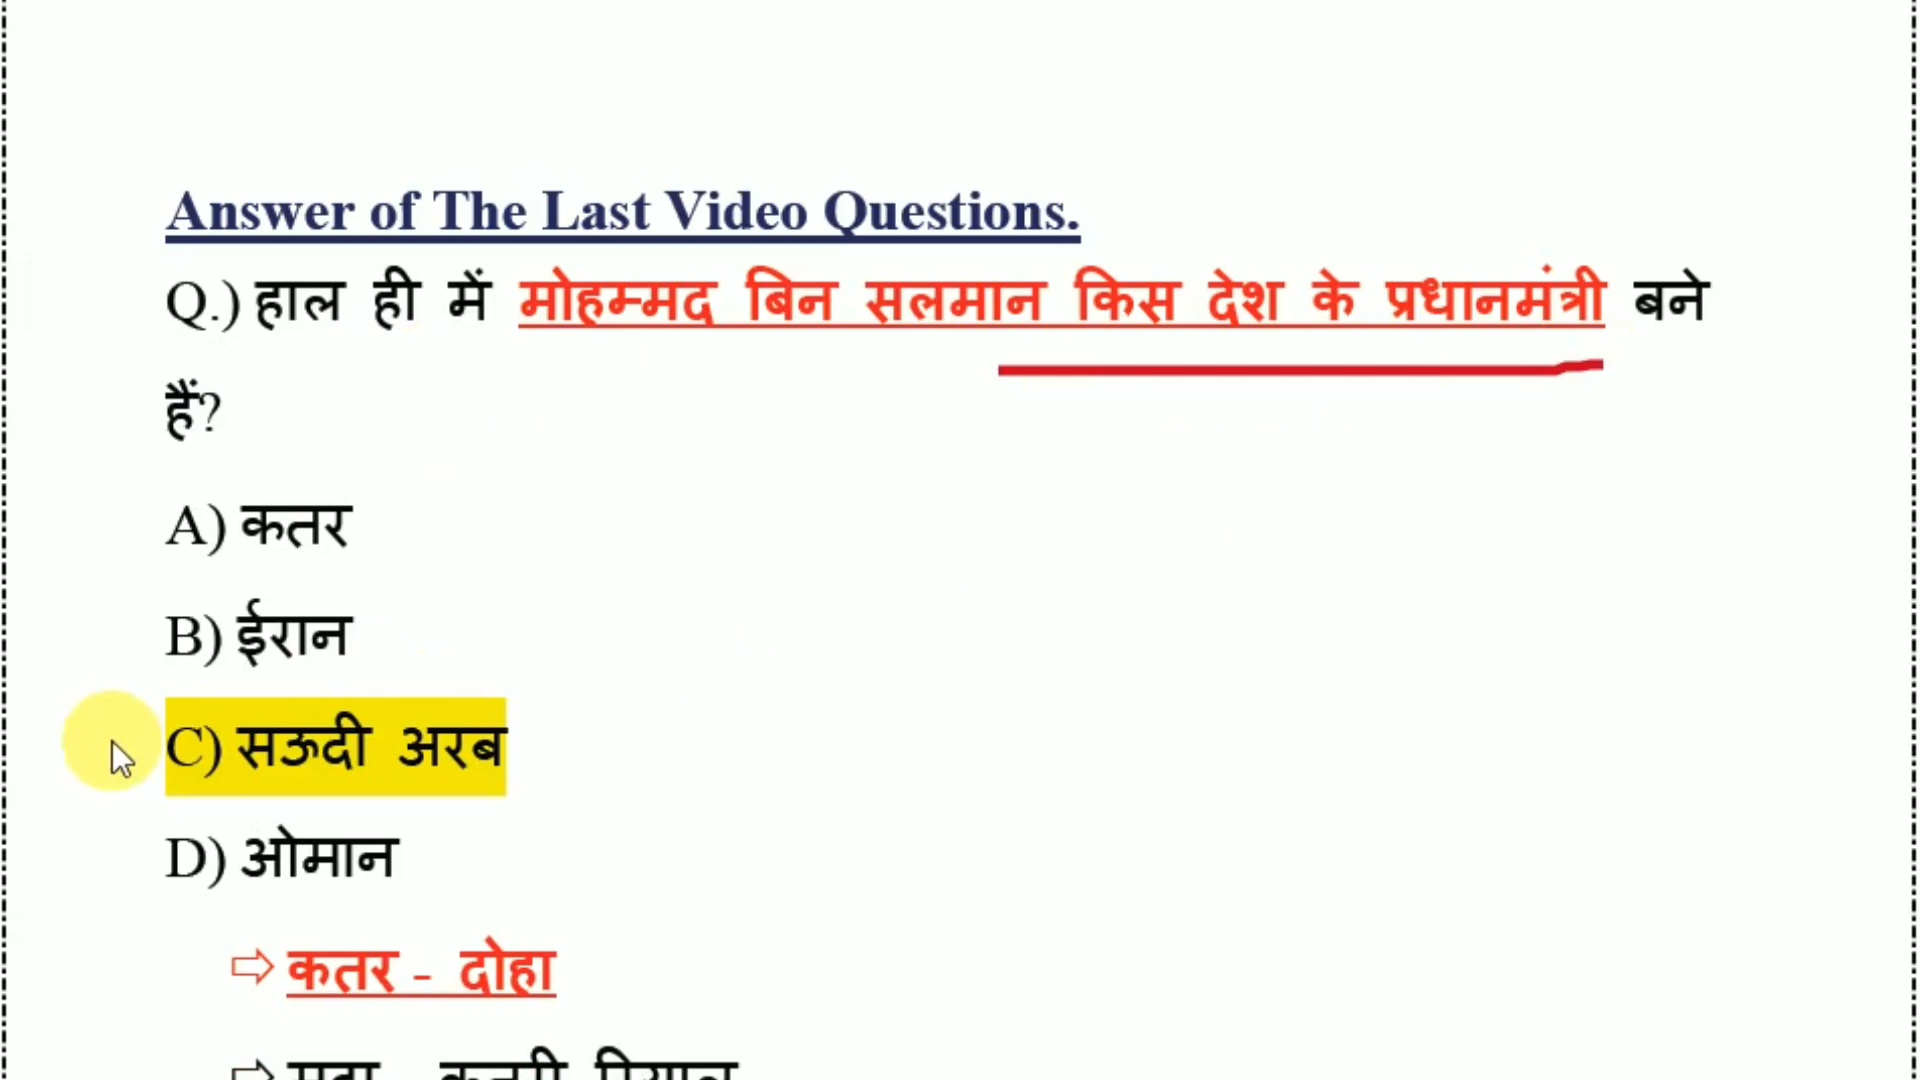 Answer of The Last Video Questions.
Q.) हाल ही में मोहम्मद बिन सलमान किस देश के प्रधानमंत्री बने
हैं?
A) कतर
B) ईरान
C) सऊदी अरब
D) ओमान
⇨ कतर - दोहा